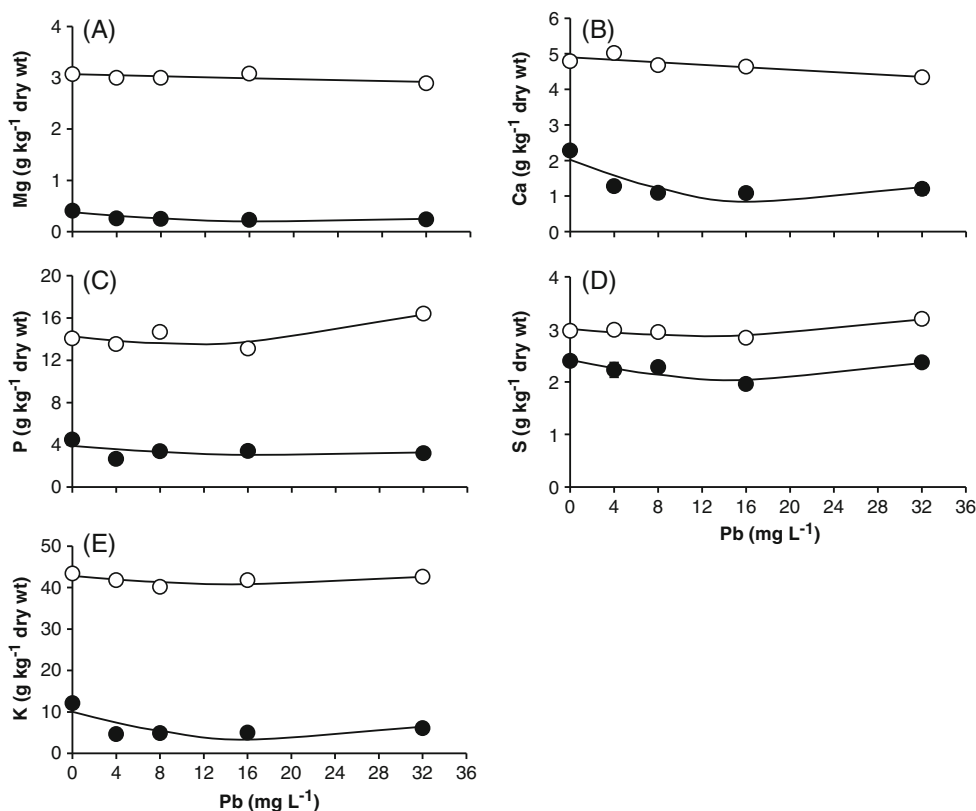 (A)
Mg (g kg⁻¹ dry wt)
4
3
2
1
0
(B)
Ca (g kg⁻¹ dry wt)
6
5
4
3
2
1
0
(C)
P (g kg⁻¹ dry wt)
20
16
12
8
4
0
(D)
S (g kg⁻¹ dry wt)
4
3
2
1
0
0 4 8 12 16 20 24 28 32 36
Pb (mg L⁻¹)
(E)
K (g kg⁻¹ dry wt)
50
40
30
20
10
0
0 4 8 12 16 20 24 28 32 36
Pb (mg L⁻¹)